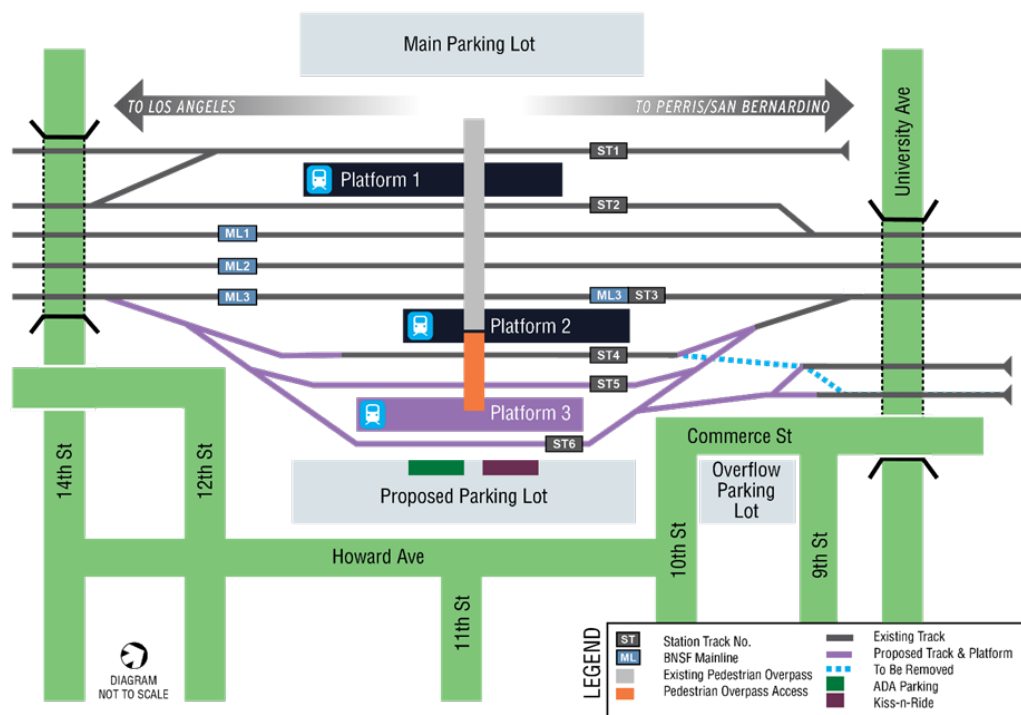 Main Parking Lot
TO LOS ANGELES
TO PERRIS/SAN BERNARDINO
University Ave
ST1
Platform 1
ST2
ML1
ML2
ML3
ML3 ST3
Platform 2
ST4
ST5
Platform 3
ST6
Commerce St
14th St
12th St
Proposed Parking Lot
Overflow
Parking
Lot
10th St
9th St
Howard Ave
11th St
DIAGRAM
NOT TO SCALE
LEGEND
ST Station Track No.
ML BNSF Mainline
Existing Pedestrian Overpass
Pedestrian Overpass Access
Existing Track
Proposed Track & Platform
To Be Removed
ADA Parking
Kiss-n-Ride